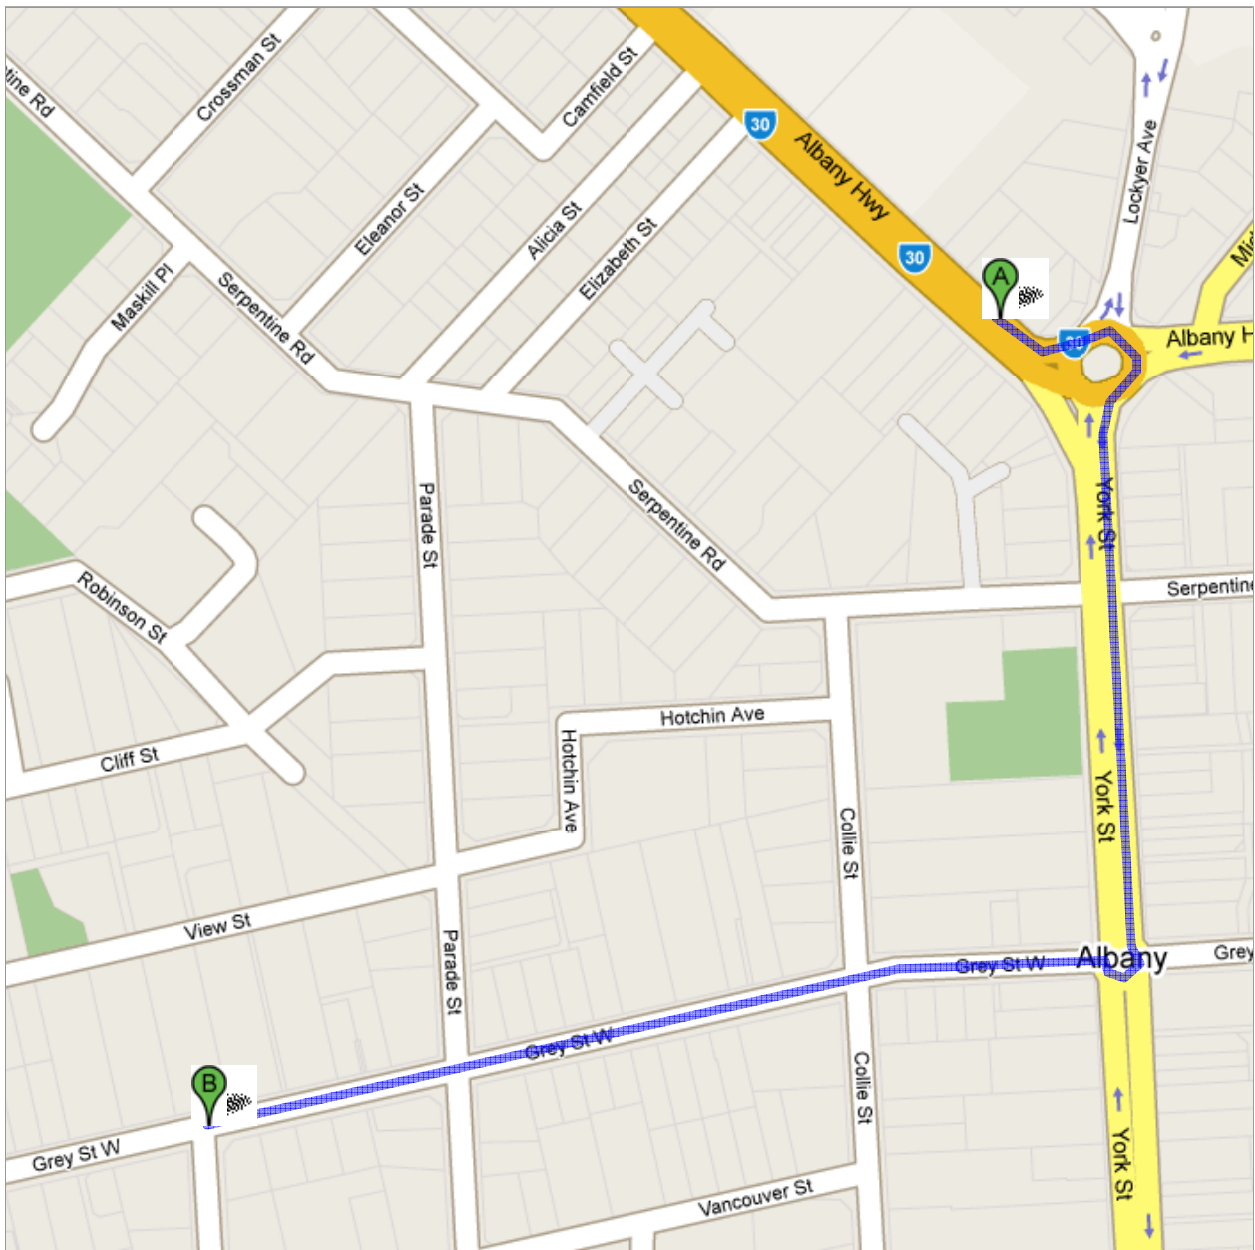 Crossman St
Camfield St
30
Albany Hwy
Lockyer Ave
tine Rd
Eleanor St
Alicia St
Elizabeth St
30
Maskill Pl
Serpentine Rd
A
30
Albany H
Parade St
Serpentine Rd
York St
Robinson St
Serpentine
Hotchin Ave
Hotchin Ave
Cliff St
York St
Collie St
View St
Parade St
Grey St W
Albany
Grey
Grey St W
B
Collie St
Grey St W
York St
Vancouver St